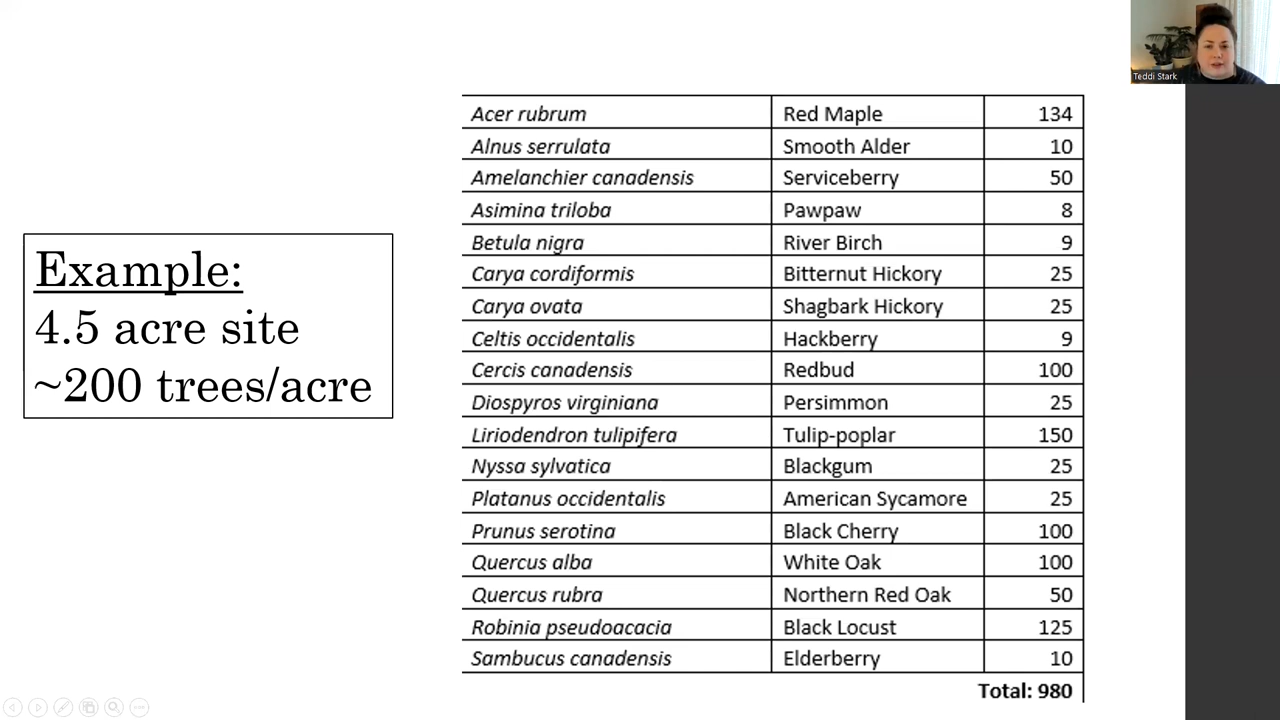 Teddi Stark
Example:
4.5 acre site
~200 trees/acre
Acer rubrum Red Maple 134
Alnus serrulata Smooth Alder 10
Amelanchier canadensis Serviceberry 50
Asimina triloba Pawpaw 8
Betula nigra River Birch 9
Carya cordiformis Bitternut Hickory 25
Carya ovata Shagbark Hickory 25
Celtis occidentalis Hackberry 9
Cercis canadensis Redbud 100
Diospyros virginiana Persimmon 25
Liriodendron tulipifera Tulip-poplar 150
Nyssa sylvatica Blackgum 25
Platanus occidentalis American Sycamore 25
Prunus serotina Black Cherry 100
Quercus alba White Oak 100
Quercus rubra Northern Red Oak 50
Robinia pseudoacacia Black Locust 125
Sambucus canadensis Elderberry 10
Total: 980